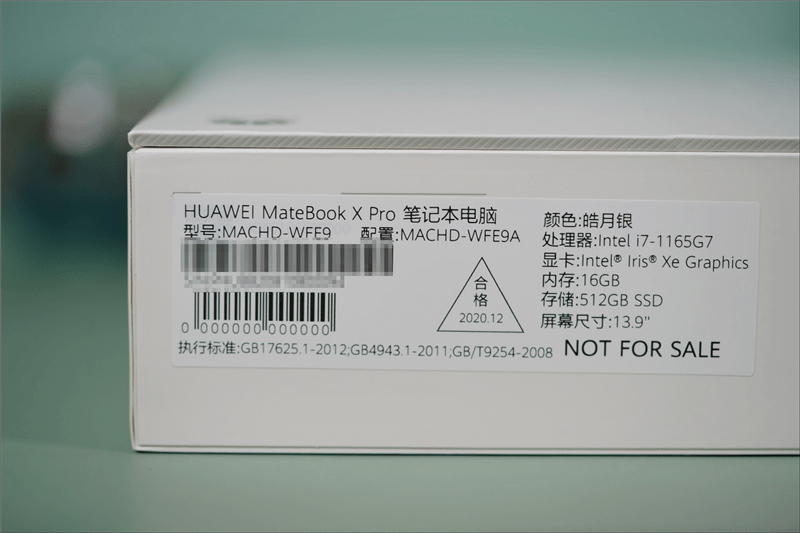 HUAWEI MateBook X Pro 笔记本电脑
型号:MACHD-WFE9 配置:MACHD-WFE9A
0 000000 000000
执行标准:GB17625.1-2012;GB4943.1-2011;GB/T9254-2008
合格
2020.12
颜色:皓月银
处理器:Intel i7-1165G7
显卡:Intel® Iris® Xe Graphics
内存:16GB
存储:512GB SSD
屏幕尺寸:13.9"
NOT FOR SALE